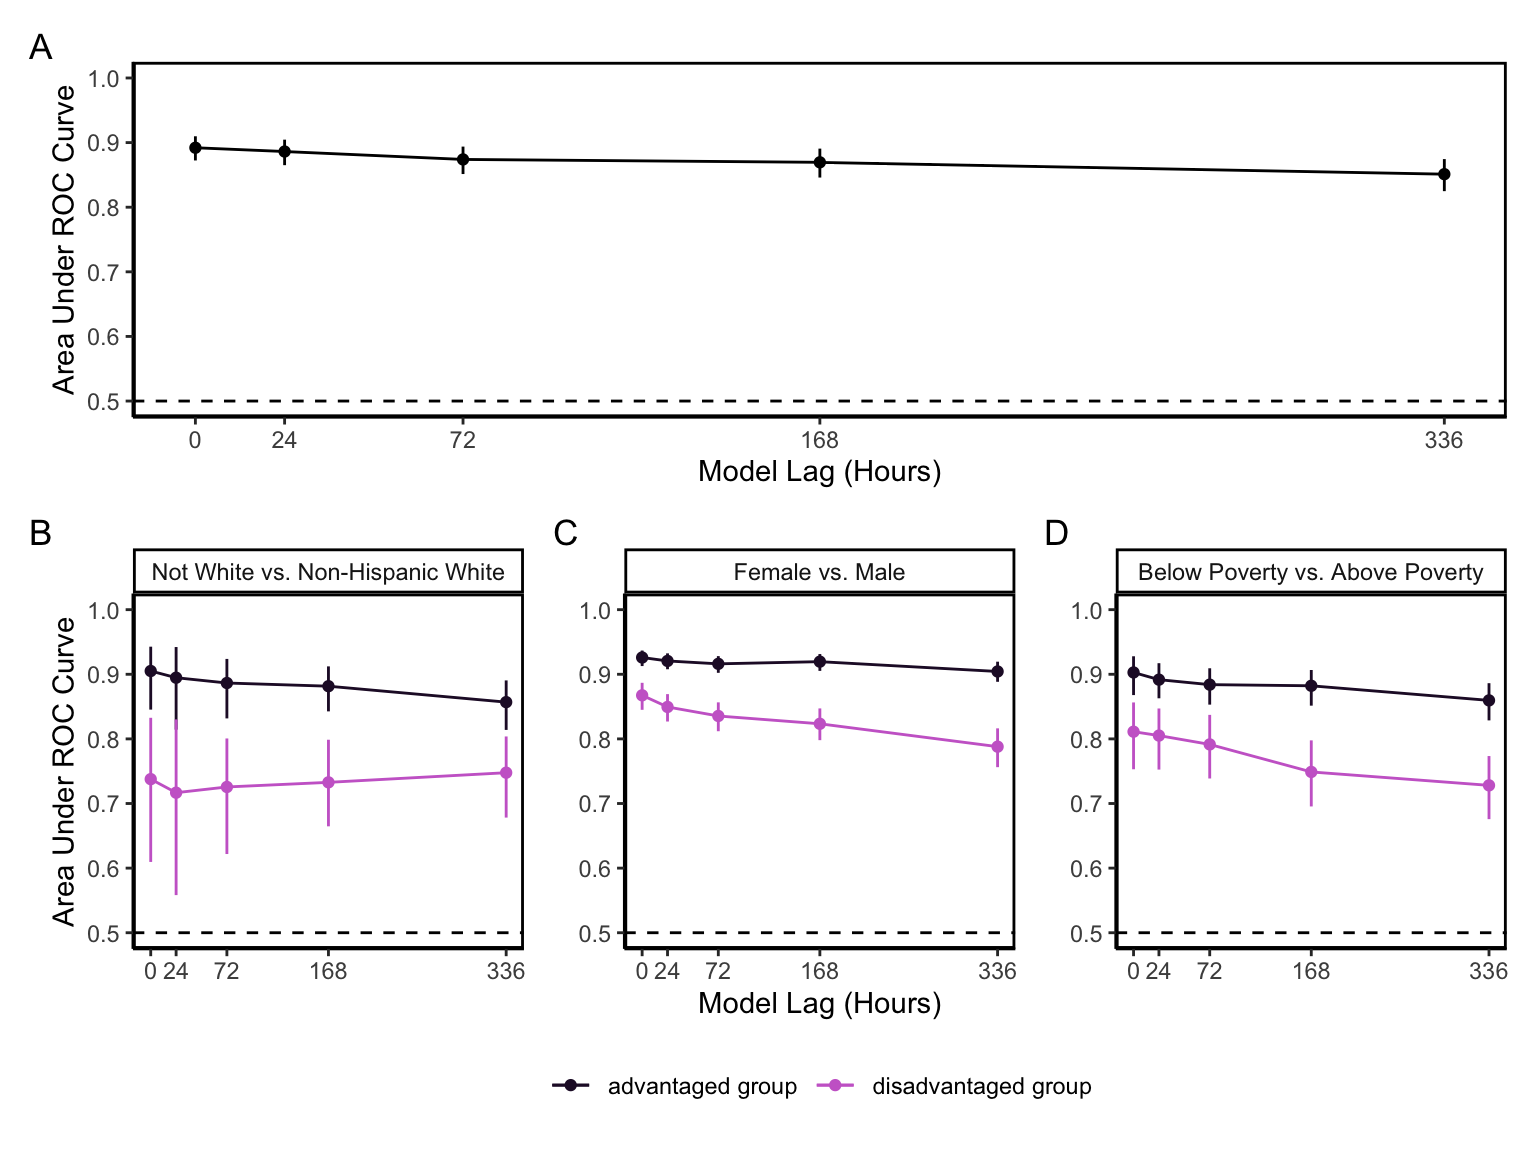 A
Area Under ROC Curve
1.0
0.9
0.8
0.7
0.6
0.5
0 24 72 168 336
Model Lag (Hours)
B C D
Not White vs. Non-Hispanic White
Female vs. Male
Below Poverty vs. Above Poverty
Area Under ROC Curve
1.0
0.9
0.8
0.7
0.6
0.5
0 24 72 168 336
1.0
0.9
0.8
0.7
0.6
0.5
0 24 72 168 336
1.0
0.9
0.8
0.7
0.6
0.5
0 24 72 168 336
Model Lag (Hours)
advantaged group disadvantaged group